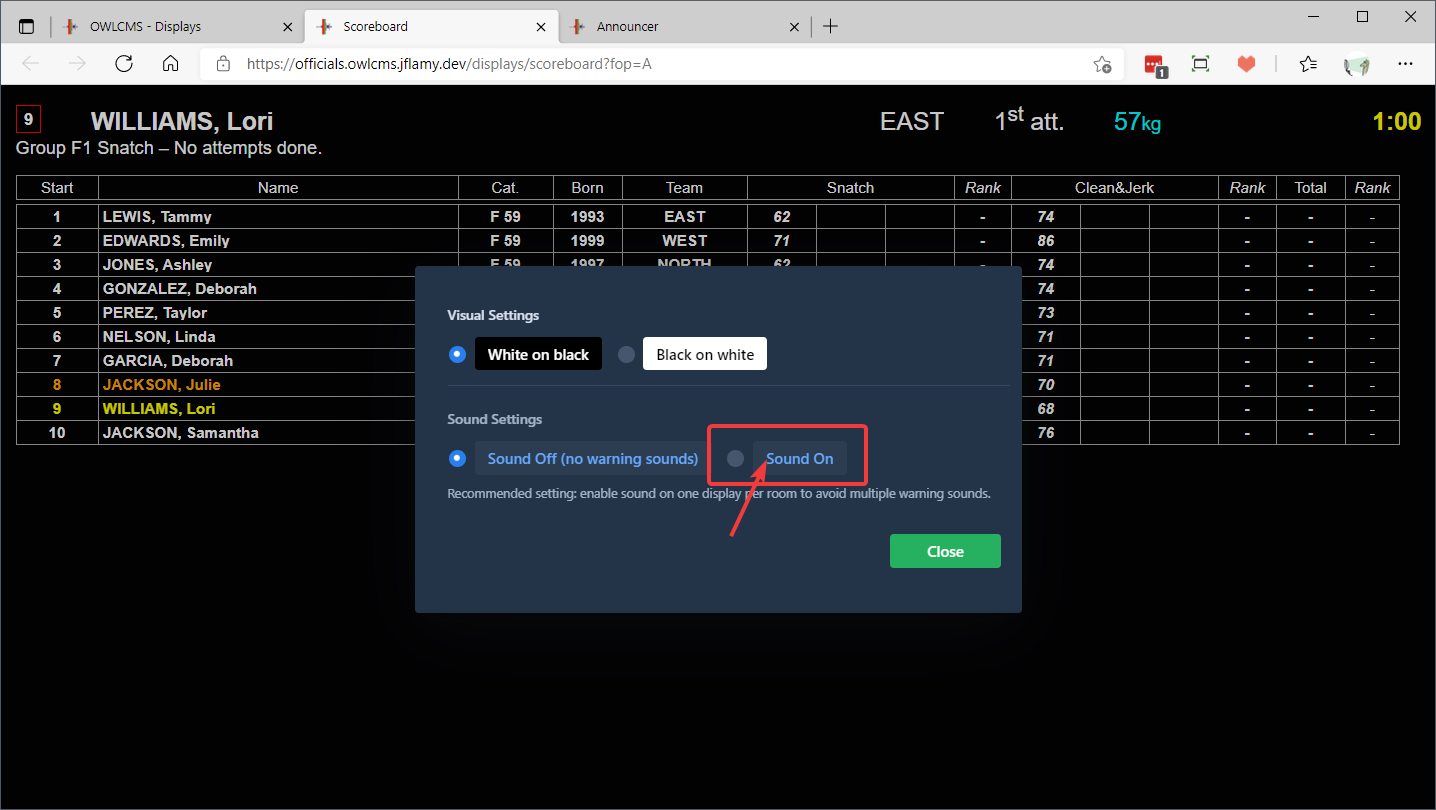 OWLCMS - Displays Scoreboard Announcer
https://officials.owlcms.jflamy.dev/displays/scoreboard?fop=A 1
9 WILLIAMS, Lori EAST 1st att. 57kg 1:00
Group F1 Snatch – No attempts done.
Start Name Cat. Born Team Snatch Rank Clean&Jerk Rank Total Rank
1 LEWIS, Tammy F 59 1993 EAST 62 - 74 - - -
2 EDWARDS, Emily F 59 1999 WEST 71 - 86 - - -
3 JONES, Ashley F 59 1997 NORTH 62 - 74 - - -
4 GONZALEZ, Deborah 74 - - -
5 PEREZ, Taylor 73 - - -
6 NELSON, Linda 71 - - -
7 GARCIA, Deborah 71 - - -
8 JACKSON, Julie 70 - - -
9 WILLIAMS, Lori 68 - - -
10 JACKSON, Samantha 76 - - -
Visual Settings
White on black Black on white
Sound Settings
Sound Off (no warning sounds) Sound On
Recommended setting: enable sound on one display per room to avoid multiple warning sounds.
Close